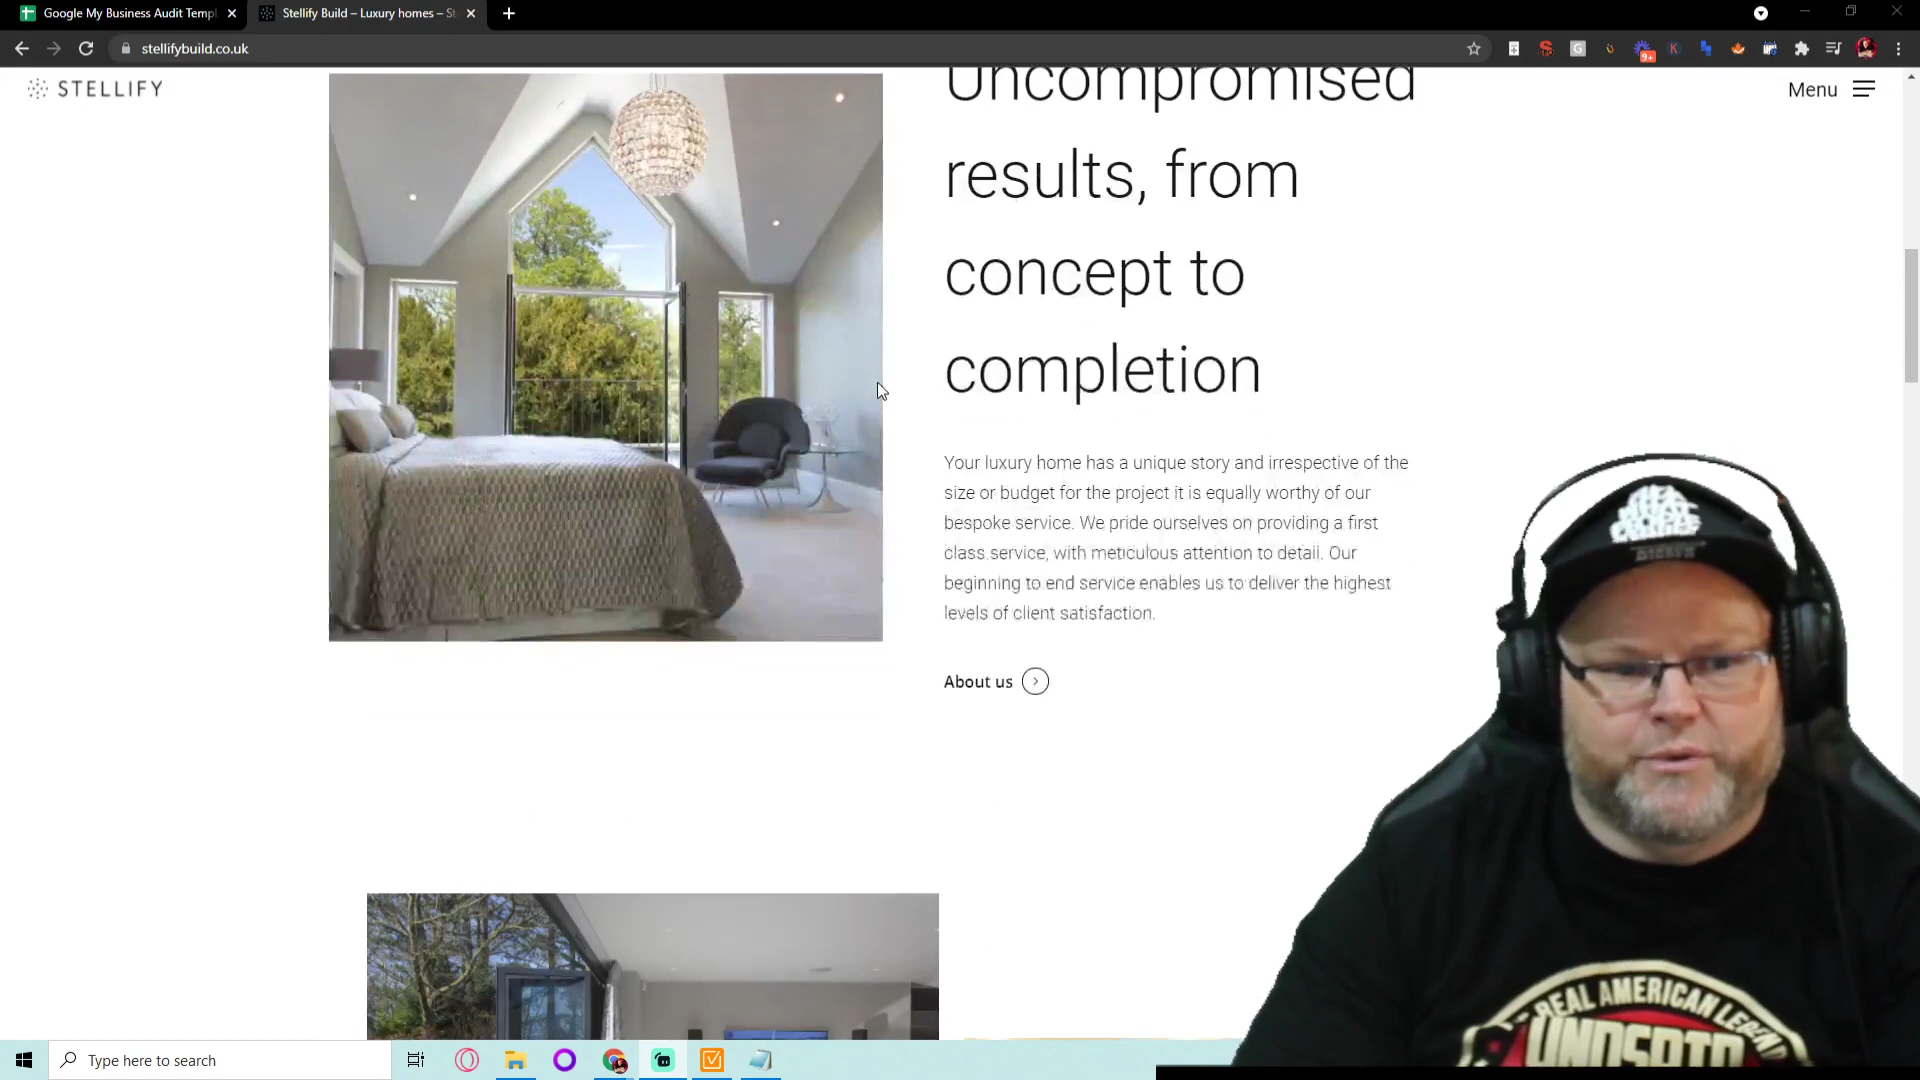 Google My Business Audit Templ
Stellify Build – Luxury homes – St
stellifybuild.co.uk
9+
STELLIFY
Menu
Uncompromised
results, from
concept to
completion
Your luxury home has a unique story and irrespective of the
size or budget for the project it is equally worthy of our
bespoke service. We pride ourselves on providing a first
class service, with meticulous attention to detail. Our
beginning to end service enables us to deliver the highest
levels of client satisfaction.
About us
REAL AMERICAN LEGEND
Type here to search